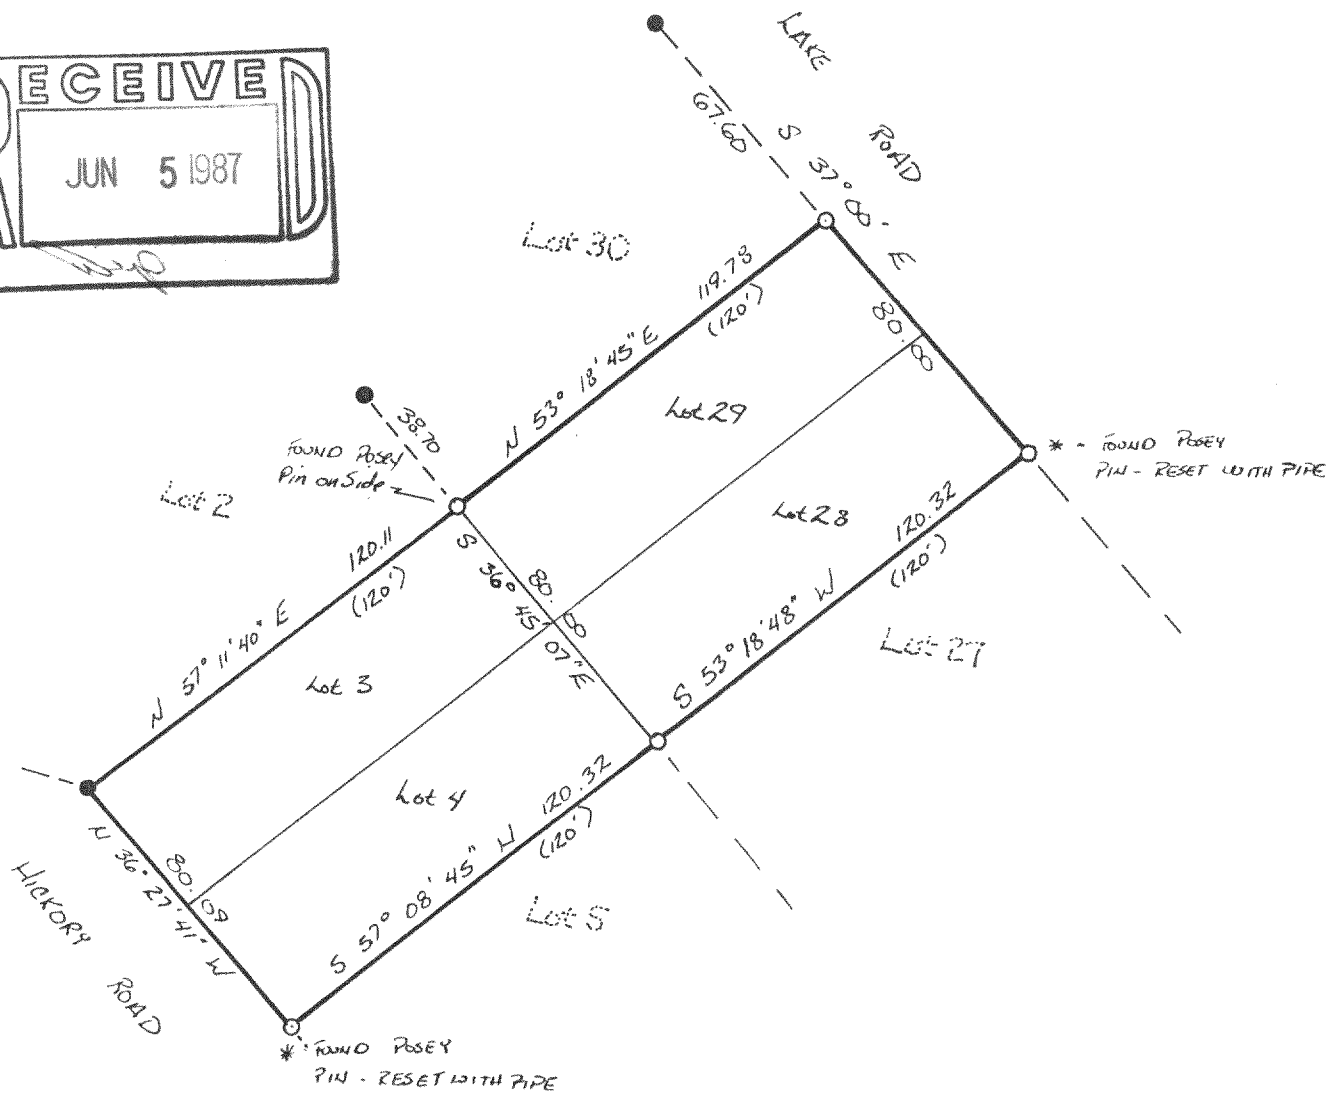 RECEIVED
JUN 5 1987
LAKE
ROAD
67.60
S 37° 00' E
80.00
Lot 30
119.78
(120')
N 53° 18' 45" E
Lot 29
38.70
FOUND POSEY
Pin on Side
Lot 2
* - FOUND POSEY
PIN - RESET WITH PIPE
Lot 28
120.32
(120')
S 53° 18' 48" W
Lot 27
120.11
(120')
N 57° 11' 40" E
80.00
S 36° 45' 07" E
Lot 3
Lot 4
120.32
(120')
S 57° 08' 45" W
Lot 5
80.09
N 36° 27' 41" W
HICKORY
ROAD
* FOUND POSEY
PIN - RESET WITH PIPE